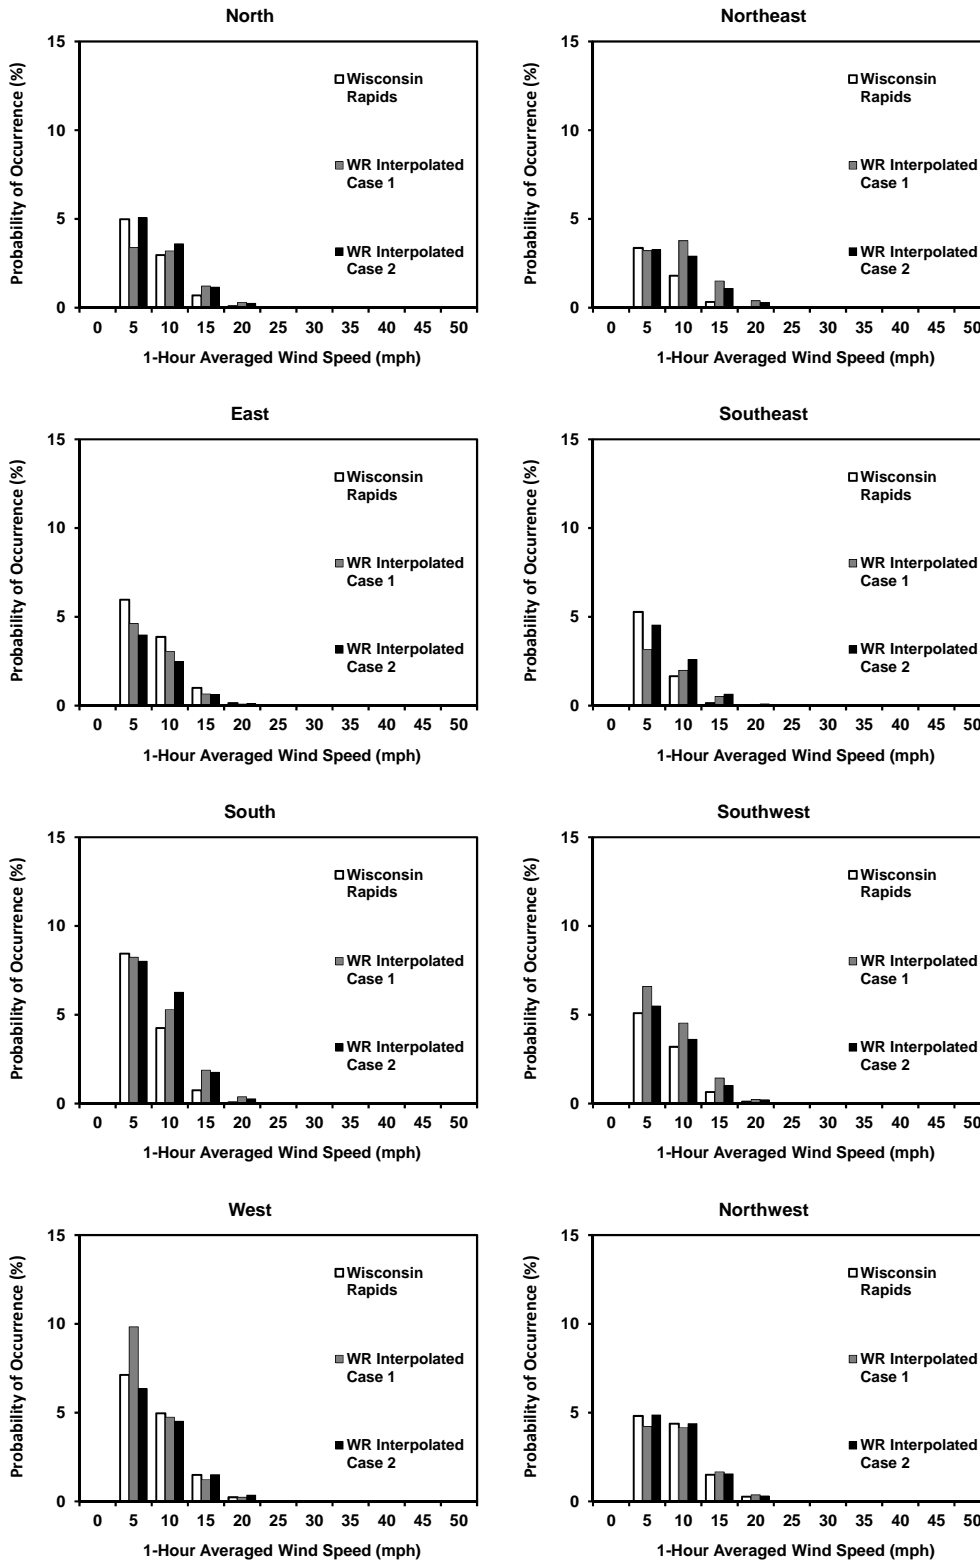 North
Probability of Occurrence (%)
15
10
5
0
Wisconsin
Rapids
WR Interpolated
Case 1
WR Interpolated
Case 2
0 5 10 15 20 30 35 40 45 50
1-Hour Averaged Wind Speed (mph)
Northeast
Probability of Occurrence (%)
15
10
5
0
Wisconsin
Rapids
WR Interpolated
Case 1
WR Interpolated
Case 2
0 5 10 15 20 30 35 40 45 50
1-Hour Averaged Wind Speed (mph)
East
Probability of Occurrence (%)
15
10
5
0
Wisconsin
Rapids
WR Interpolated
Case 1
WR Interpolated
Case 2
0 5 10 15 20 30 35 40 45 50
1-Hour Averaged Wind Speed (mph)
Southeast
Probability of Occurrence (%)
15
10
5
0
Wisconsin
Rapids
WR Interpolated
Case 1
WR Interpolated
Case 2
0 5 10 15 20 30 35 40 45 50
1-Hour Averaged Wind Speed (mph)
South
Probability of Occurrence (%)
15
10
5
0
Wisconsin
Rapids
WR Interpolated
Case 1
WR Interpolated
Case 2
0 5 10 15 20 30 35 40 45 50
1-Hour Averaged Wind Speed (mph)
Southwest
Probability of Occurrence (%)
15
10
5
0
Wisconsin
Rapids
WR Interpolated
Case 1
WR Interpolated
Case 2
0 5 10 15 20 30 35 40 45 50
1-Hour Averaged Wind Speed (mph)
West
Probability of Occurrence (%)
15
10
5
0
Wisconsin
Rapids
WR Interpolated
Case 1
WR Interpolated
Case 2
0 5 10 15 20 30 35 40 45 50
1-Hour Averaged Wind Speed (mph)
Northwest
Probability of Occurrence (%)
15
10
5
0
Wisconsin
Rapids
WR Interpolated
Case 1
WR Interpolated
Case 2
0 5 10 15 20 30 35 40 45 50
1-Hour Averaged Wind Speed (mph)